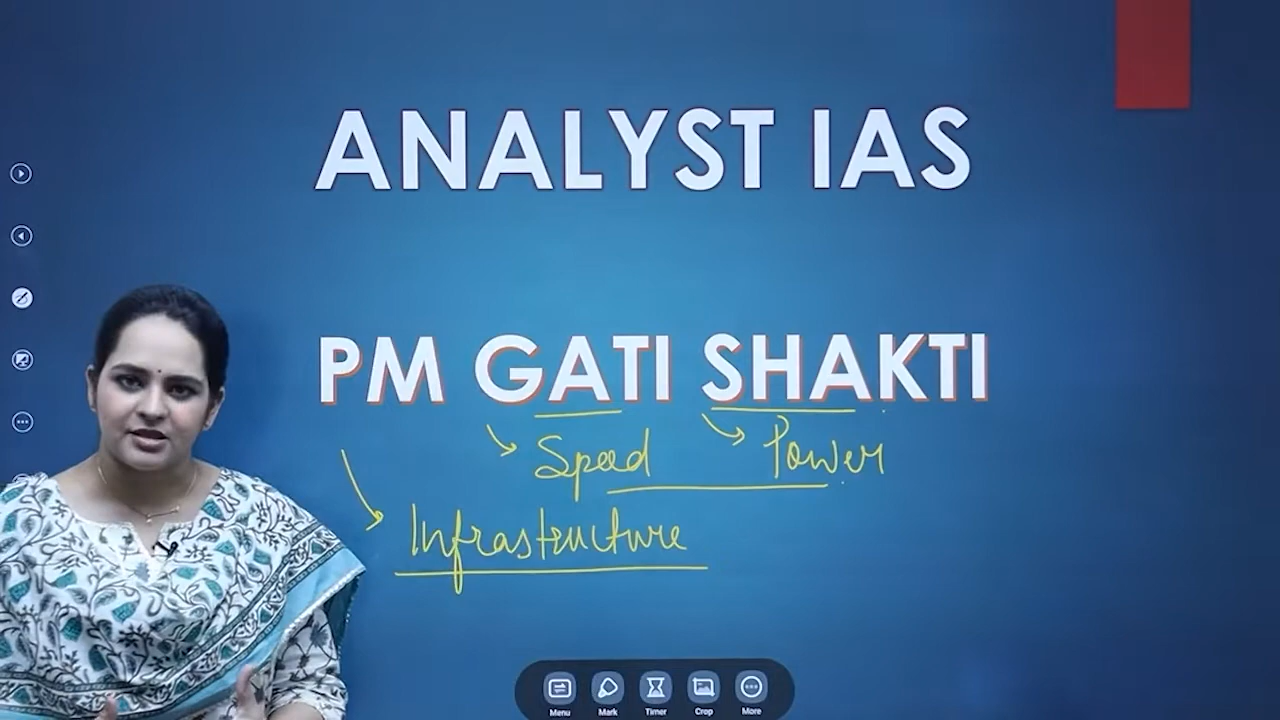 ANALYST IAS
PM GATI SHAKTI
Speed
Power
Infrastructure
Menu
Mark
Timer
Crop
More